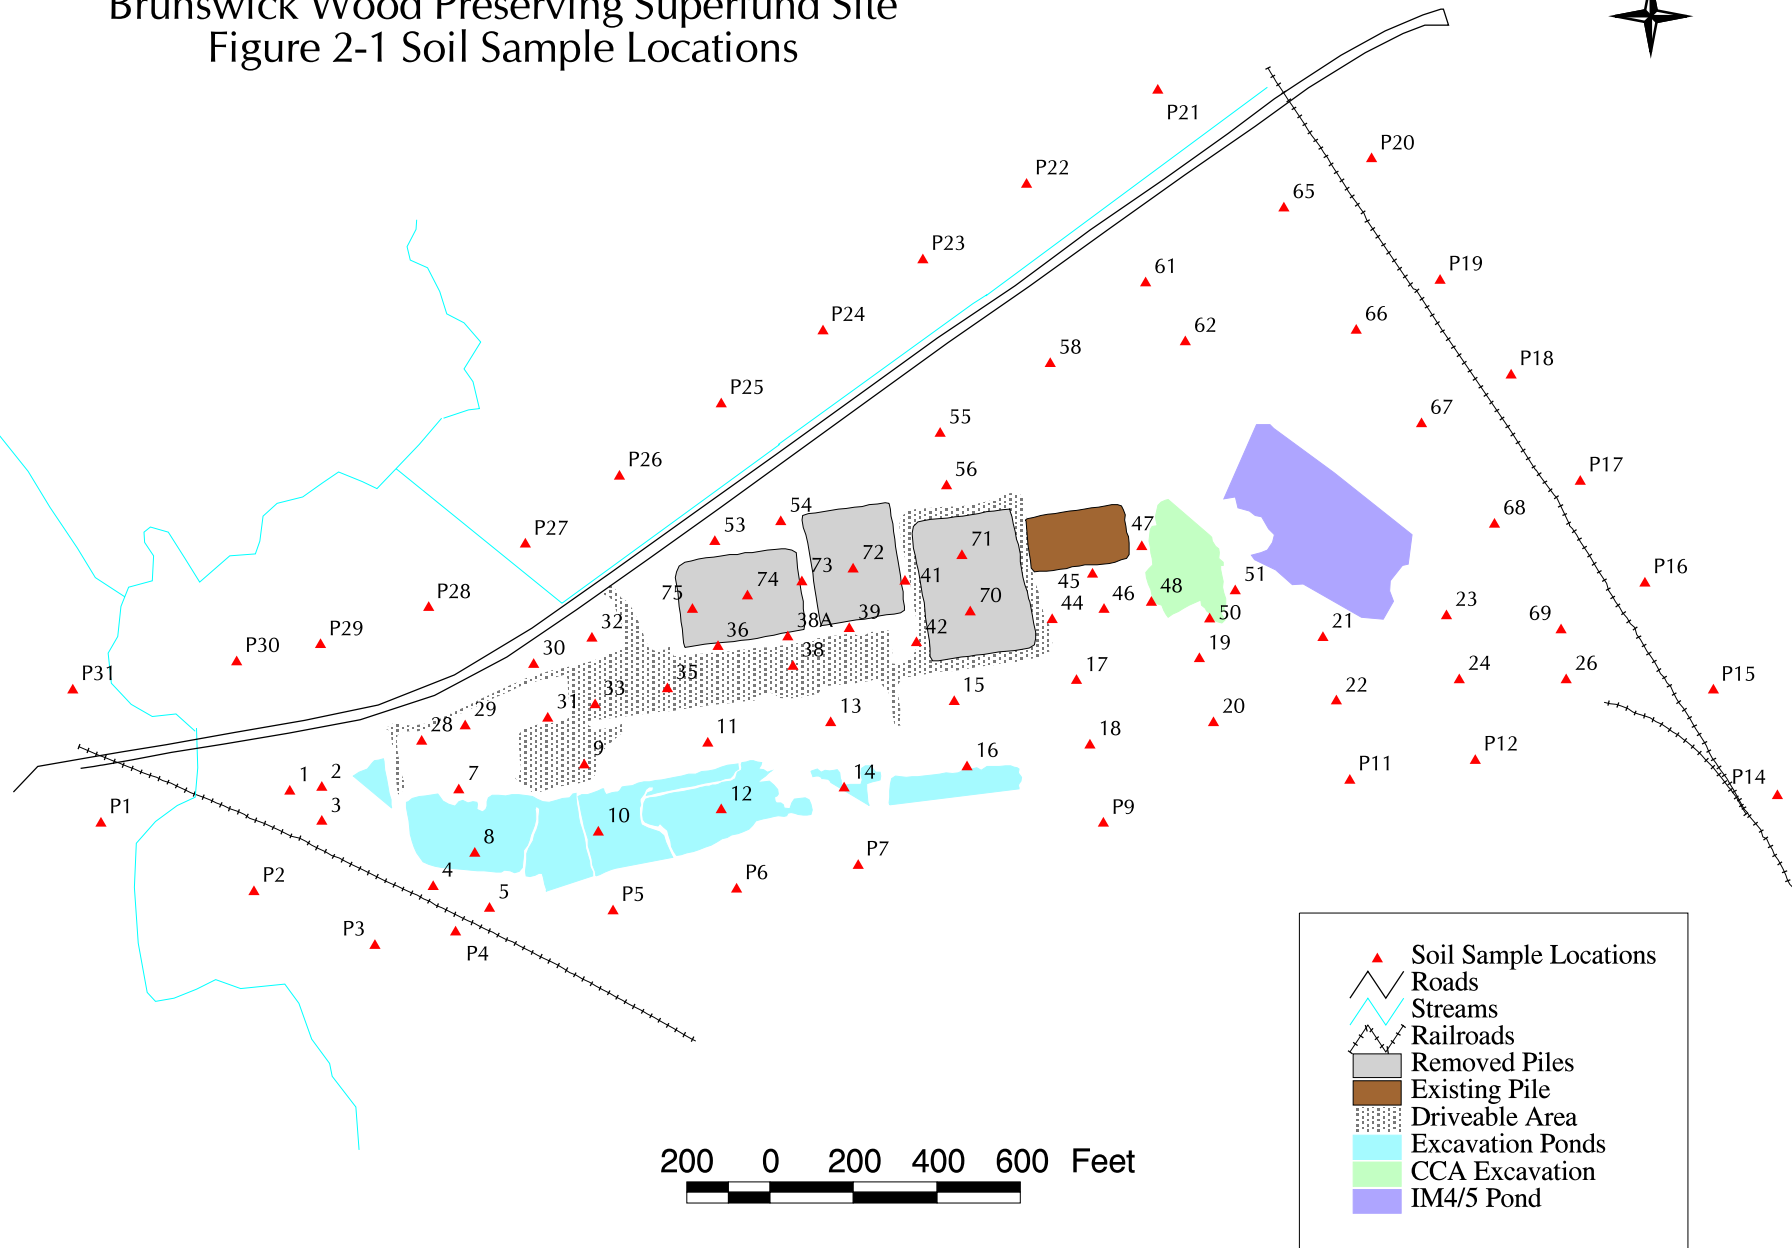 Brunswick Wood Preserving Superfund Site
Figure 2-1 Soil Sample Locations
P21
P20
P22
65
P23
61
P19
P24
66
62
58
P18
P25
67
55
P26
P17
56
54
68
53
47
P27
71
72
73
41
74
51
P16
75
45
46
48
P28
70
44
23
69
39
38A
50
21
32
36
42
P29
P30
38
19
30
17
24
26
P31
35
P15
33
15
22
31
13
20
29
28
11
18
9
16
P12
P11
1
2
7
14
P14
3
12
P1
10
P9
8
P7
4
P6
P2
5
P5
P3
P4
Soil Sample Locations
Roads
Streams
Railroads
Removed Piles
Existing Pile
Driveable Area
Excavation Ponds
CCA Excavation
IM4/5 Pond
200 0 200 400 600 Feet